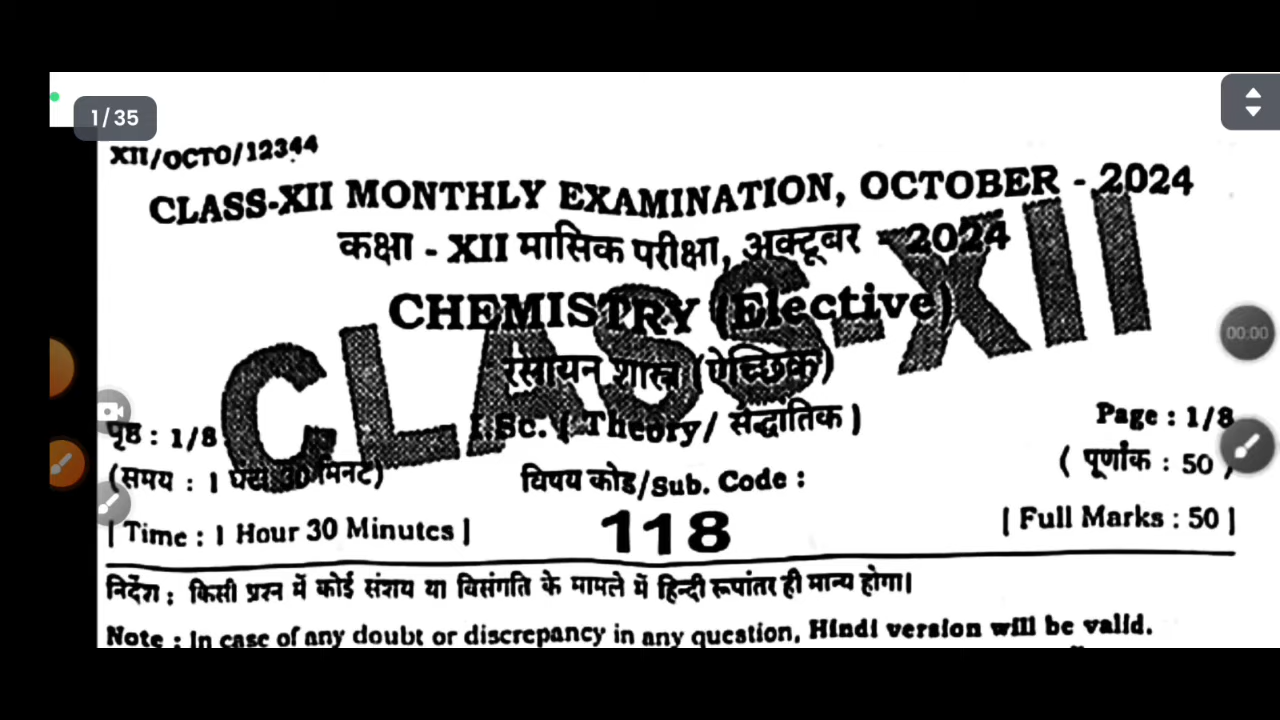 1/35
XII/OCTO/12344
CLASS-XII MONTHLY EXAMINATION, OCTOBER - 2024
कक्षा - XII मासिक परीक्षा, अक्टूबर - 2024
CHEMISTRY (Elective)
रसायन शास्त्र (ऐच्छिक)
CLASS-XII
I.Sc. ( Theory/ सैद्धातिक )
पृष्ठ : 1/8
Page : 1/8
(समय : 1 घंटा 30 मिनट)
विषय कोड/Sub. Code :
( पूर्णांक : 50 )
| Time : 1 Hour 30 Minutes |
118
| Full Marks : 50 |
निर्देश : किसी प्रश्न में कोई संशय या विसंगति के मामले में हिन्दी रूपांतर ही मान्य होगा।
Note : In case of any doubt or discrepancy in any question, Hindi version will be valid.
00:00